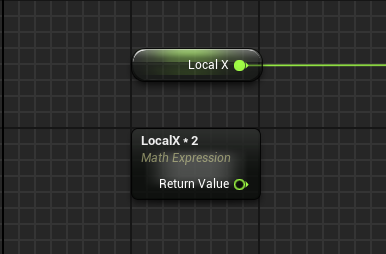 Local X
LocalX * 2
Math Expression
Return Value